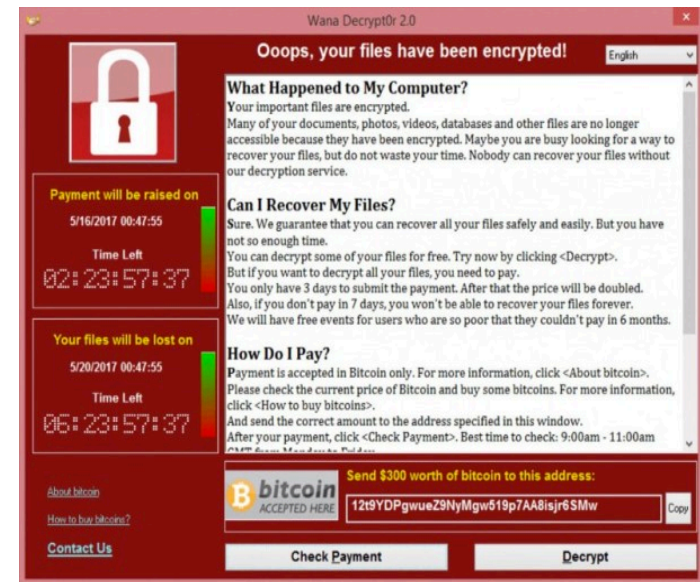 Wana Decrypt0r 2.0
Ooops, your files have been encrypted!
English
What Happened to My Computer?
Your important files are encrypted.
Many of your documents, photos, videos, databases and other files are no longer
accessible because they have been encrypted. Maybe you are busy looking for a way to
recover your files, but do not waste your time. Nobody can recover your files without
our decryption service.
Can I Recover My Files?
Sure. We guarantee that you can recover all your files safely and easily. But you have
not so enough time.
You can decrypt some of your files for free. Try now by clicking <Decrypt>.
But if you want to decrypt all your files, you need to pay.
You only have 3 days to submit the payment. After that the price will be doubled.
Also, if you don't pay in 7 days, you won't be able to recover your files forever.
We will have free events for users who are so poor that they couldn't pay in 6 months.
How Do I Pay?
Payment is accepted in Bitcoin only. For more information, click <About bitcoin>.
Please check the current price of Bitcoin and buy some bitcoins. For more information,
click <How to buy bitcoins>.
And send the correct amount to the address specified in this window.
After your payment, click <Check Payment>. Best time to check: 9:00am - 11:00am
GMT from Monday to Friday
Payment will be raised on
5/16/2017 00:47:55
Time Left
02:23:57:37
Your files will be lost on
5/20/2017 00:47:55
Time Left
06:23:57:37
About bitcoin
How to buy bitcoins?
Contact Us
bitcoin
ACCEPTED HERE
Send $300 worth of bitcoin to this address:
12t9YDPgwueZ9NyMgw519p7AA8isjr6SMw
Copy
Check Payment
Decrypt